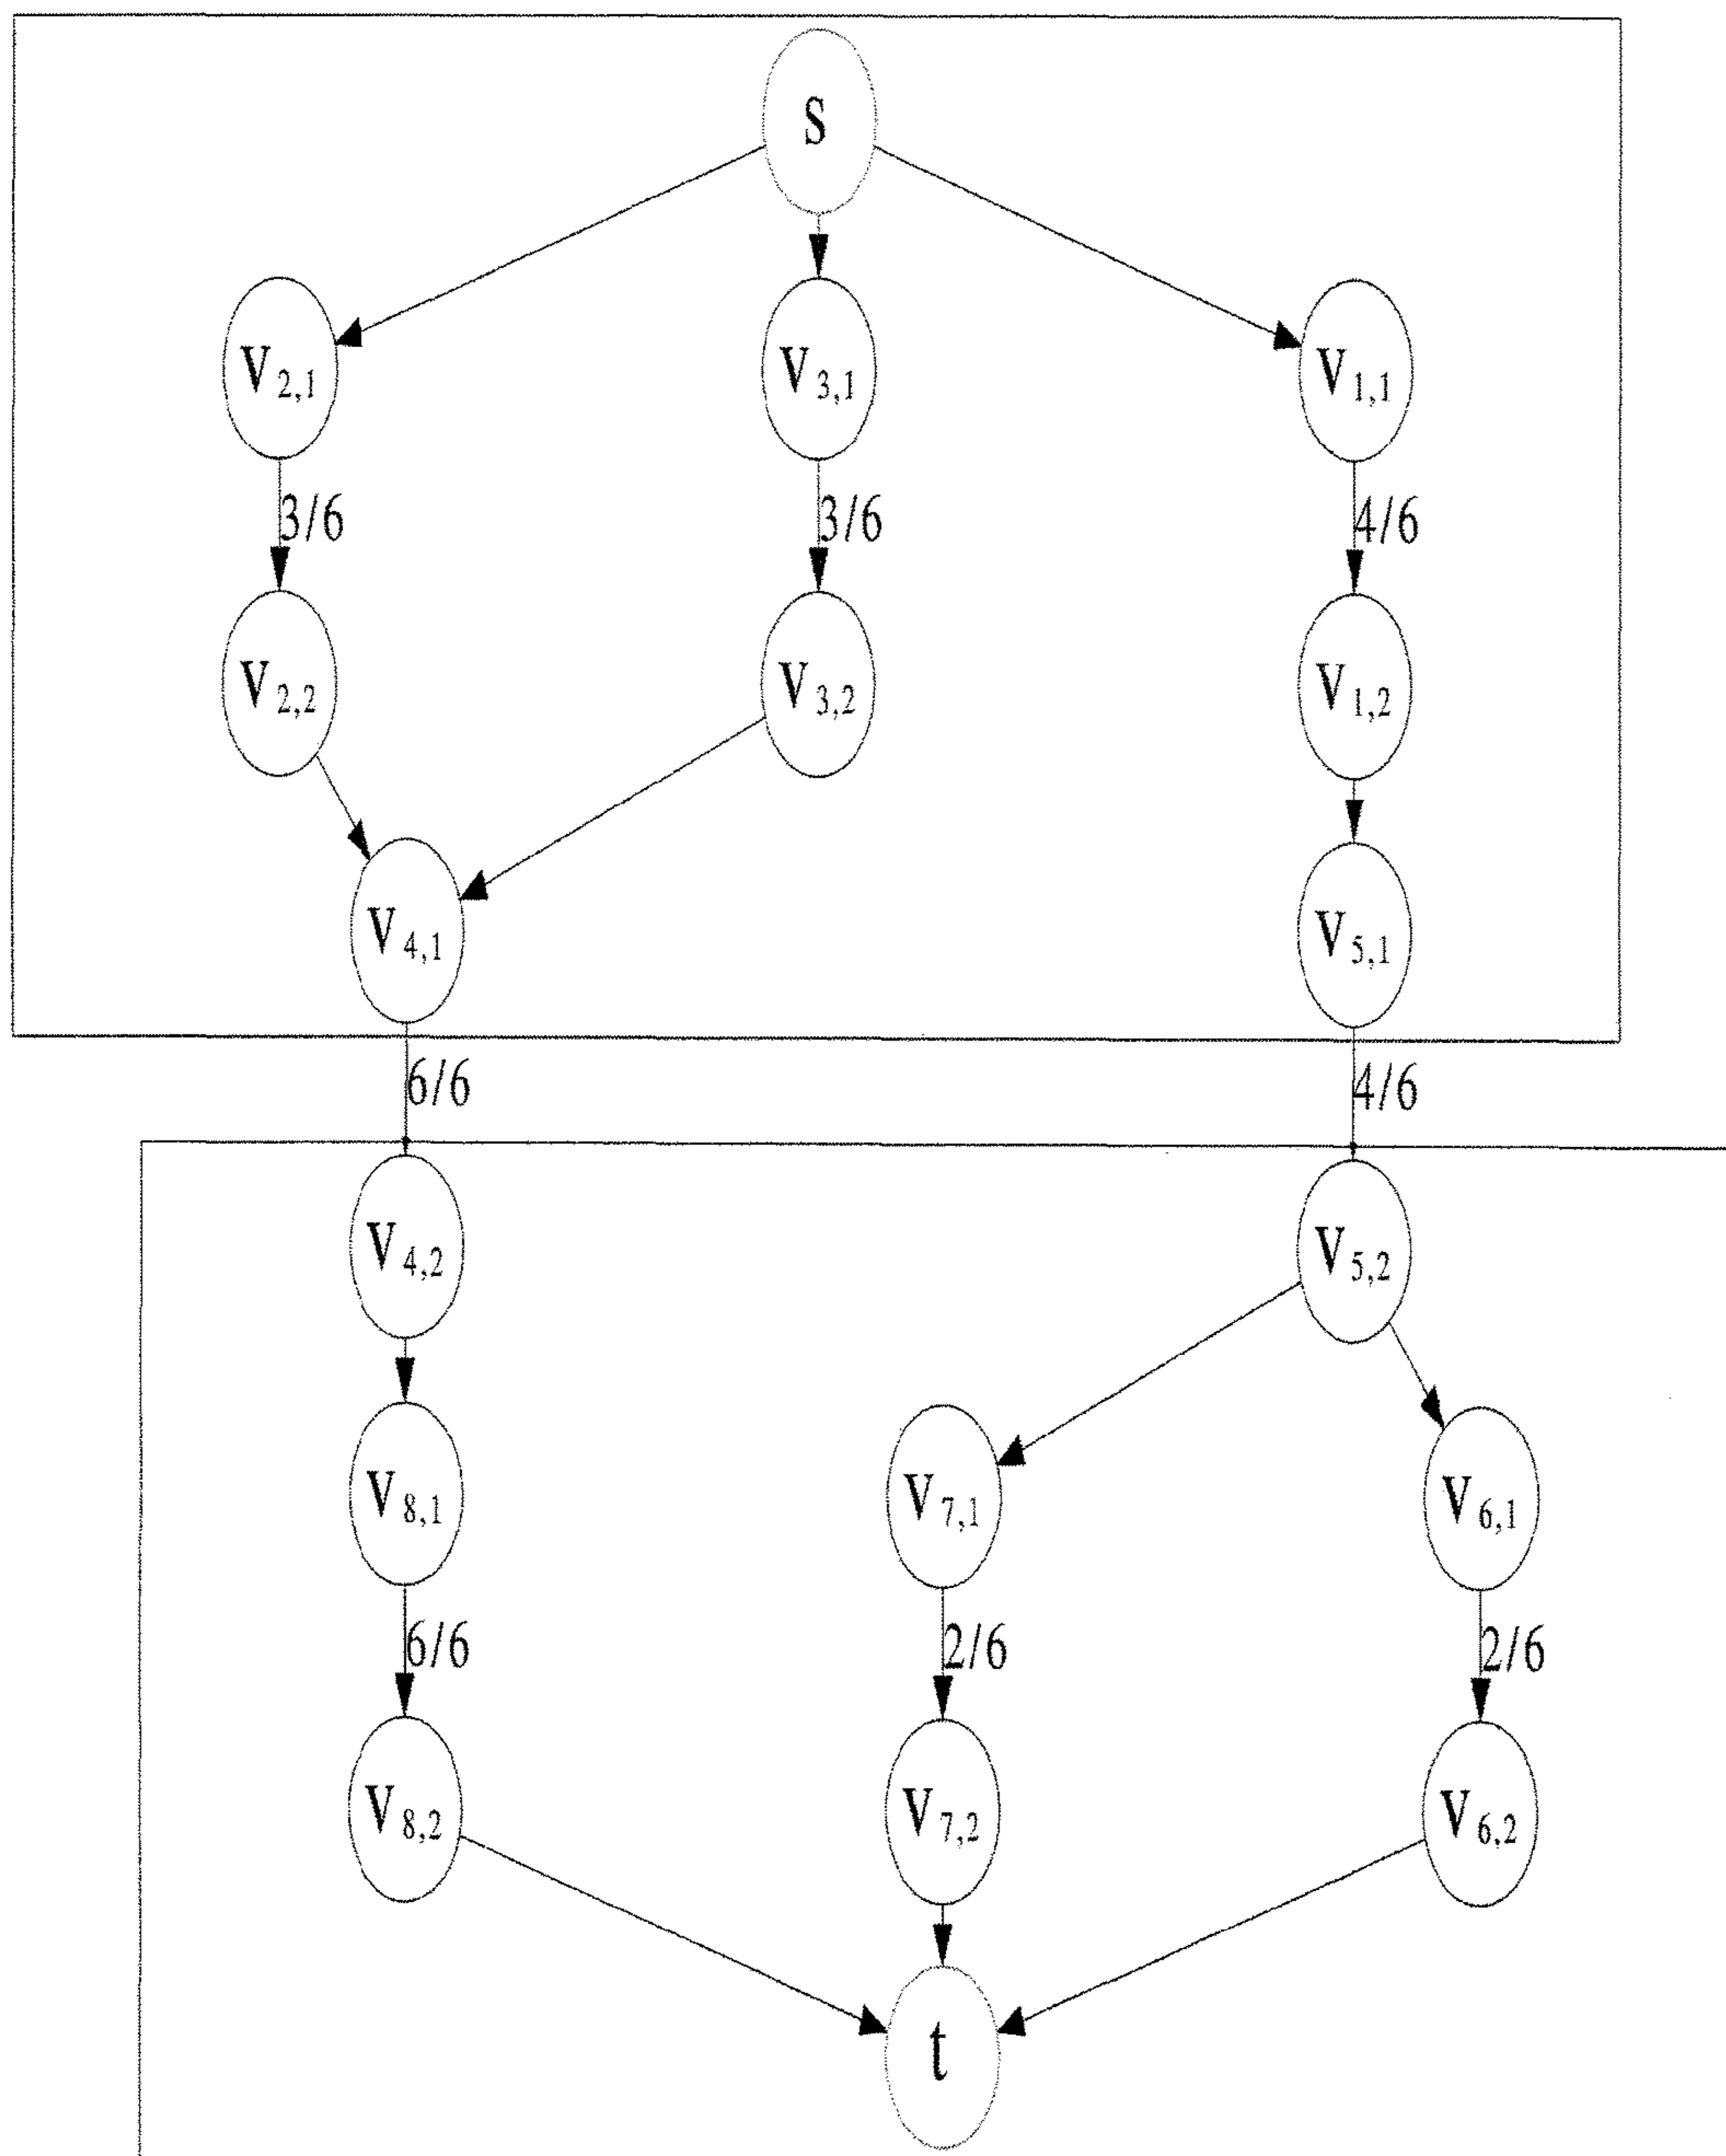 s
V2,1 V3,1 V1,1
3/6 3/6 4/6
V2,2 V3,2 V1,2
V4,1 V5,1
6/6 4/6
V4,2 V5,2
V8,1 V7,1 V6,1
6/6 2/6 2/6
V8,2 V7,2 V6,2
t